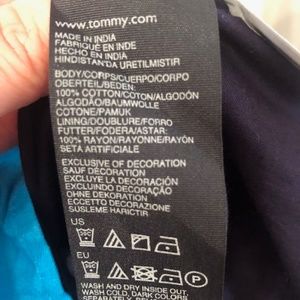 www.tommy.com
MADE IN INDIA
FABRIQUÉ EN INDE
HECHO EN INDIA
HINDISTAN'DA URETILMISTIR
BODY/CORPS/CUERPO/CORPO
OBERTEIL/BEDEN:
100% COTTON/COTON/ALGODÓN
ALGODÃO/BAUMWOLLE
COTONE/PAMUK
LINING/DOUBLURE/FORRO
FUTTER/FODERA/ASTAR:
100% RAYON/RAYONNE/RAYÓN
SETA ARTIFICIALE
EXCLUSIVE OF DECORATION
SAUF DÉCORATION
EXCLUYE LA DECORACIÓN
EXCLUINDO DECORAÇÃO
OHNE DEKORATION
ECCETTO DECORAZIONE
SUSLEME HARICTIR
US
EU
WASH AND DRY INSIDE OUT.
WASH COLD, DARK COLORS